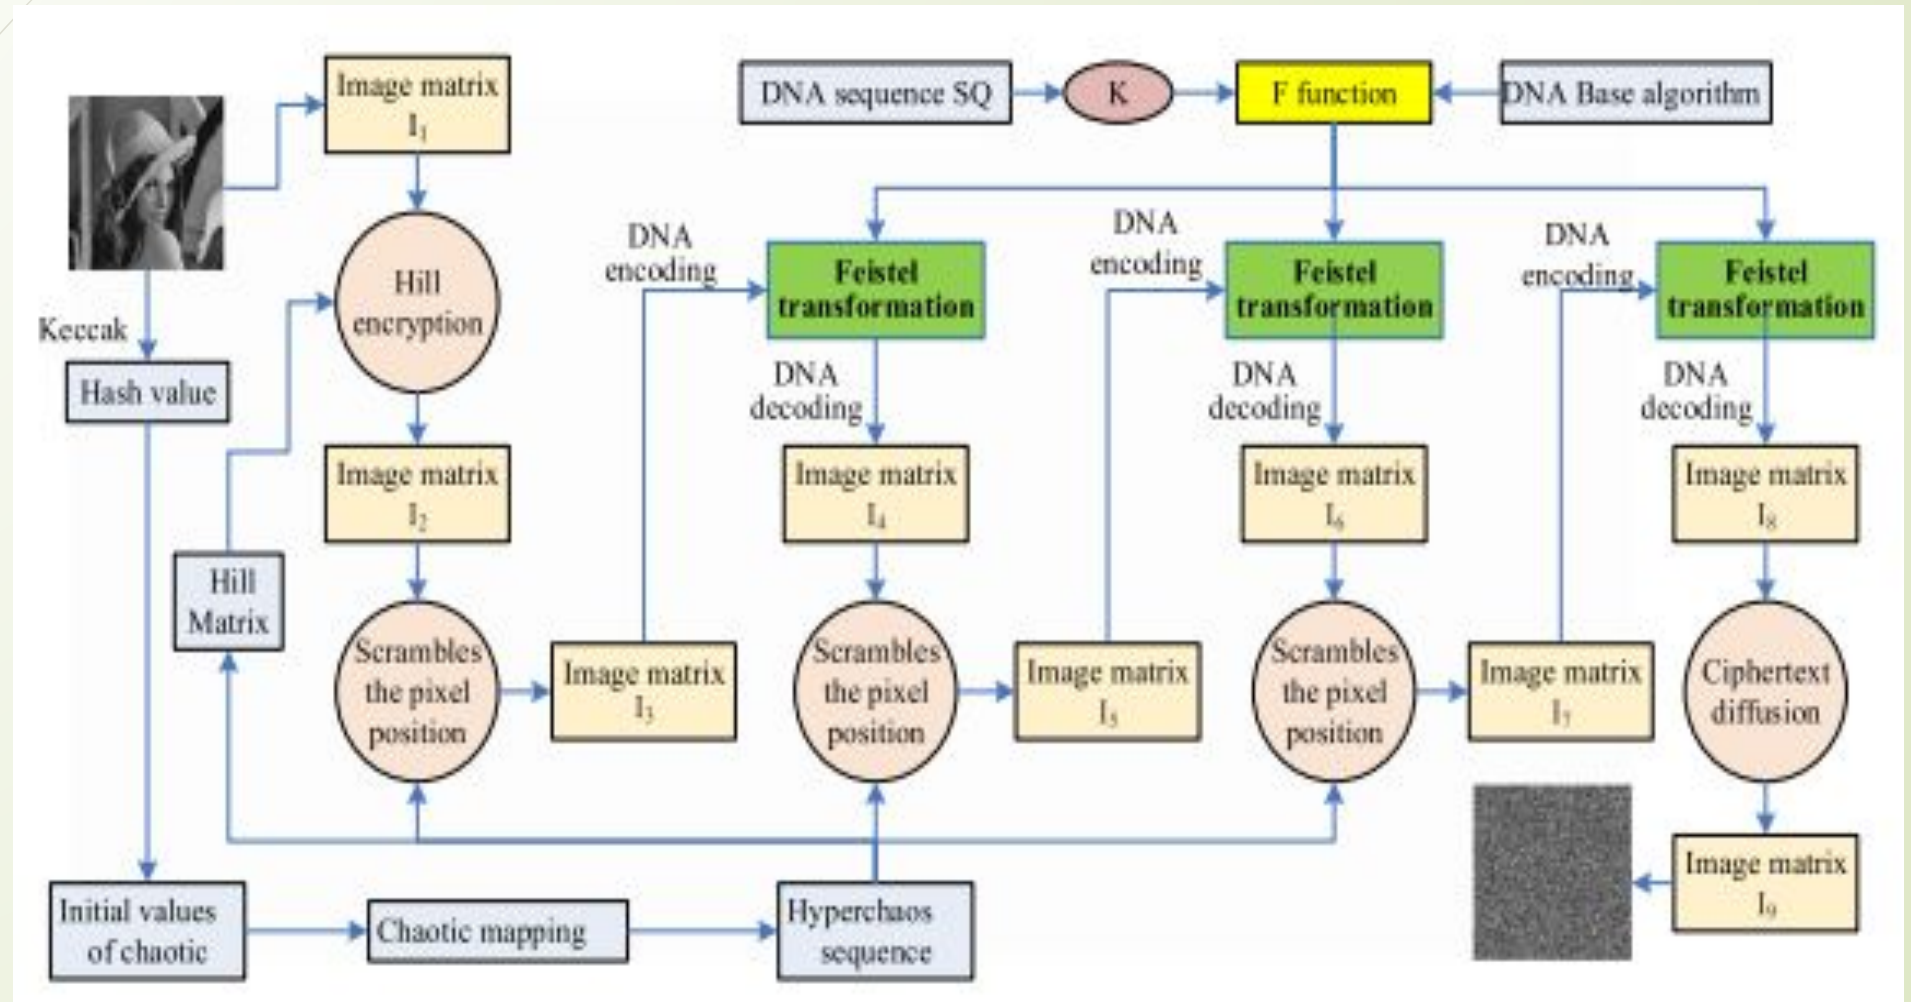 Image matrix
I₁
DNA sequence SQ
K
F function
DNA Base algorithm
Hill
encryption
DNA
encoding
Feistel
transformation
DNA
encoding
Feistel
transformation
DNA
encoding
Feistel
transformation
Keccak
Hash value
DNA
decoding
DNA
decoding
DNA
decoding
Image matrix
I₂
Image matrix
I₄
Image matrix
I₆
Image matrix
I₈
Hill
Matrix
Scrambles
the pixel
position
Image matrix
I₃
Scrambles
the pixel
position
Image matrix
I₅
Scrambles
the pixel
position
Image matrix
I₇
Ciphertext
diffusion
Image matrix
I₉
Initial values
of chaotic
Chaotic mapping
Hyperchaos
sequence